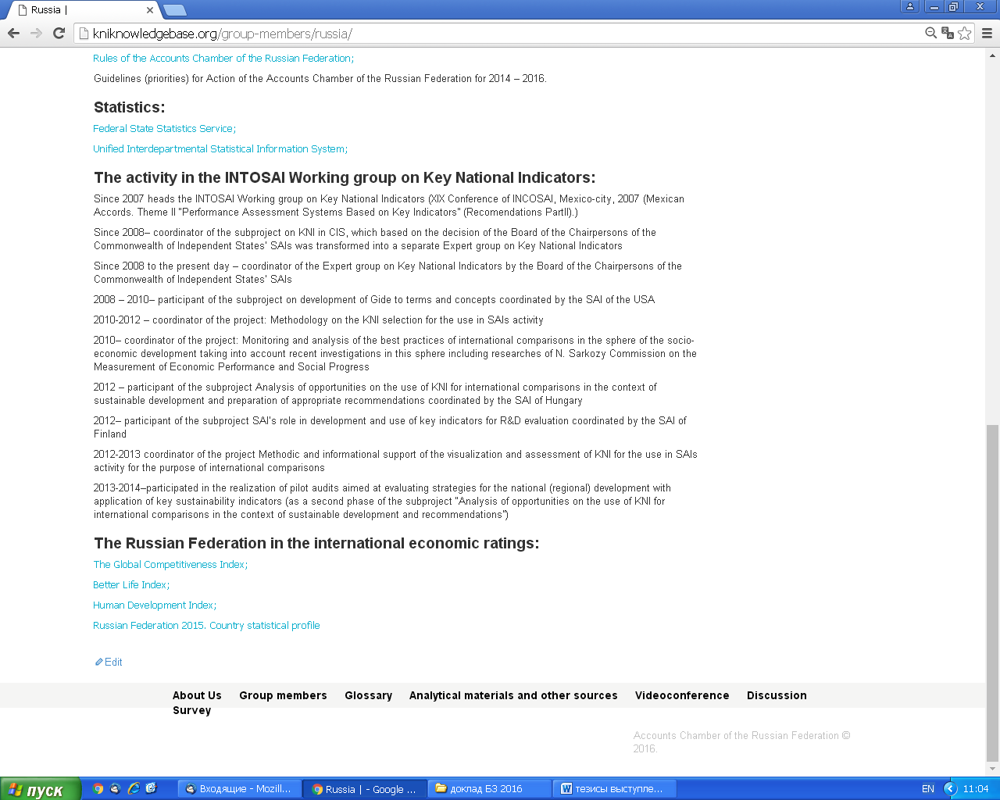 Russia |
kniknowledgebase.org/group-members/russia/
Rules of the Accounts Chamber of the Russian Federation;
Guidelines (priorities) for Action of the Accounts Chamber of the Russian Federation for 2014 – 2016.
Statistics:
Federal State Statistics Service;
Unified Interdepartmental Statistical Information System;
The activity in the INTOSAI Working group on Key National Indicators:
Since 2007 heads the INTOSAI Working group on Key National Indicators (XIX Conference of INCOSAI, Mexico-city, 2007 (Mexican
Accords. Theme II "Performance Assessment Systems Based on Key Indicators" (Recomendations PartII).)
Since 2008– coordinator of the subproject on KNI in CIS, which based on the decision of the Board of the Chairpersons of the
Commonwealth of Independent States' SAIs was transformed into a separate Expert group on Key National Indicators
Since 2008 to the present day – coordinator of the Expert group on Key National Indicators by the Board of the Chairpersons of the
Commonwealth of Independent States' SAIs
2008 – 2010– participant of the subproject on development of Gide to terms and concepts coordinated by the SAI of the USA
2010-2012 – coordinator of the project: Methodology on the KNI selection for the use in SAIs activity
2010– coordinator of the project: Monitoring and analysis of the best practices of international comparisons in the sphere of the socio-
economic development taking into account recent investigations in this sphere including researches of N. Sarkozy Commission on the
Measurement of Economic Performance and Social Progress
2012 – participant of the subproject Analysis of opportunities on the use of KNI for international comparisons in the context of
sustainable development and preparation of appropriate recommendations coordinated by the SAI of Hungary
2012– participant of the subproject SAI's role in development and use of key indicators for R&D evaluation coordinated by the SAI of
Finland
2012-2013 coordinator of the project Methodic and informational support of the visualization and assessment of KNI for the use in SAIs
activity for the purpose of international comparisons
2013-2014–participated in the realization of pilot audits aimed at evaluating strategies for the national (regional) development with
application of key sustainability indicators (as a second phase of the subproject "Analysis of opportunities on the use of KNI for
international comparisons in the context of sustainable development and recommendations")
The Russian Federation in the international economic ratings:
The Global Competitiveness Index;
Better Life Index;
Human Development Index;
Russian Federation 2015. Country statistical profile
Edit
About Us Group members Glossary Analytical materials and other sources Videoconference Discussion
Survey
Accounts Chamber of the Russian Federation ©
2016.
пуск Входящие - Mozill... Russia | - Google ... доклад БЗ 2016 тезисы выступле... EN 11:04